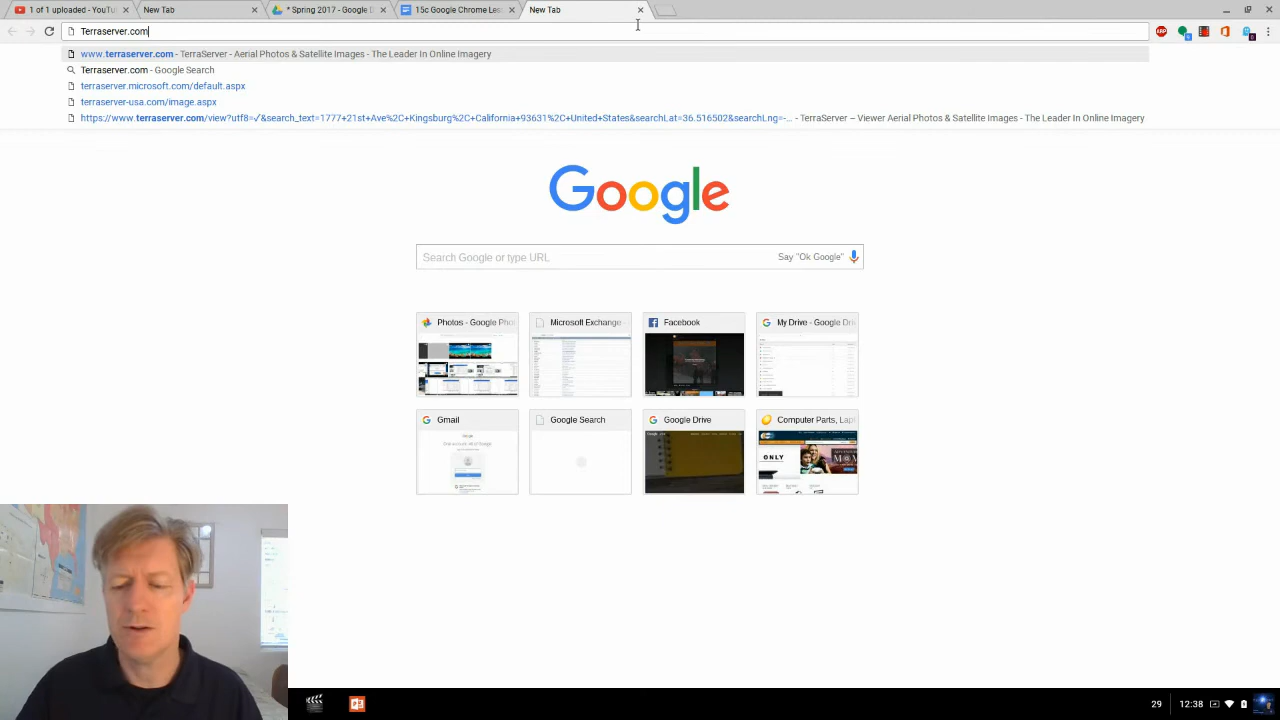 1 of 1 uploaded - YouTu
New Tab
* Spring 2017 - Google D
15c Google Chrome Les
New Tab
Terraserver.com
www.terraserver.com - TerraServer - Aerial Photos & Satellite Images - The Leader In Online Imagery
Terraserver.com - Google Search
terraserver.microsoft.com/default.aspx
terraserver-usa.com/image.aspx
https://www.terraserver.com/view?utf8=✓&search_text=1777+21st+Ave%2C+Kingsburg%2C+California+93631%2C+United+States&searchLat=36.516502&searchLng=-... - TerraServer – Viewer Aerial Photos & Satellite Images - The Leader In Online Imagery
Google
Search Google or type URL
Say "Ok Google"
Photos - Google Pho
Microsoft Exchange -
Facebook
My Drive - Google Dri
Gmail
Google Search
Google Drive
Computer Parts, Lap
ONLY
29
12:38